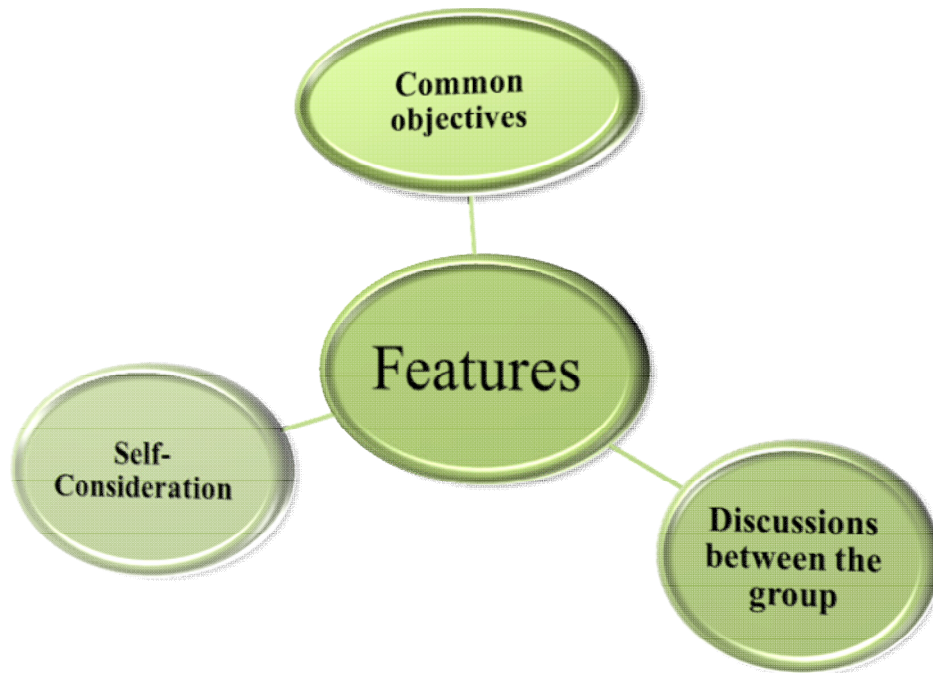 Common
objectives
Features
Self-
Consideration
Discussions
between the
group